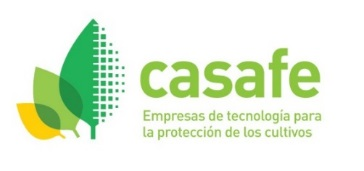 casafe
Empresas de tecnología para
la protección de los cultivos